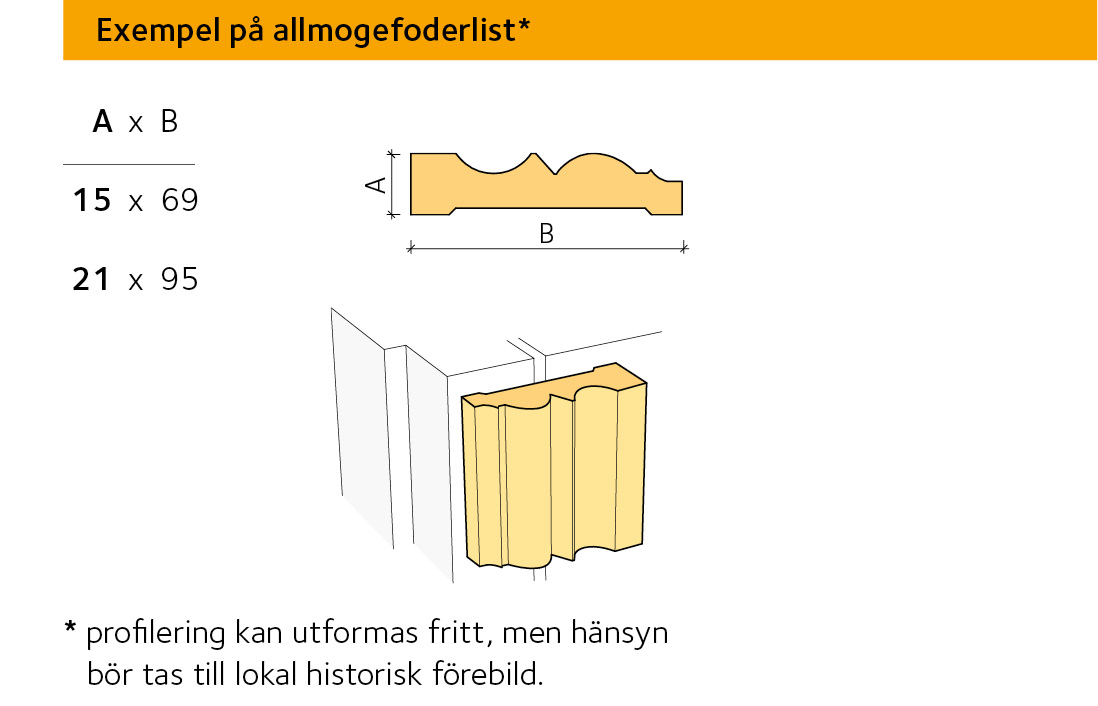 Exempel på allmogefoderlist*
A x B
15 x 69
21 x 95
A
B
* profilering kan utformas fritt, men hänsyn
bör tas till lokal historisk förebild.